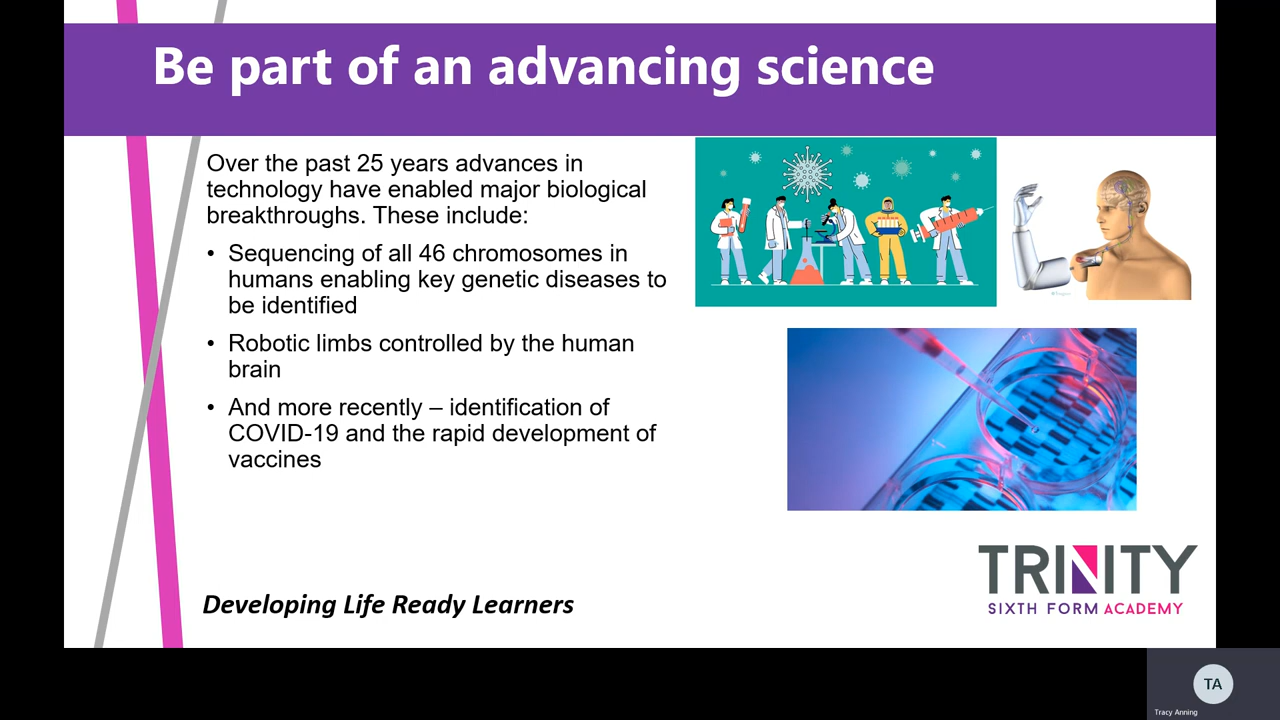 Be part of an advancing science
Over the past 25 years advances in
technology have enabled major biological
breakthroughs. These include:
• Sequencing of all 46 chromosomes in
humans enabling key genetic diseases to
be identified
• Robotic limbs controlled by the human
brain
• And more recently – identification of
COVID-19 and the rapid development of
vaccines
Developing Life Ready Learners
TRINITY
SIXTH FORM ACADEMY
TA
Tracy Anning